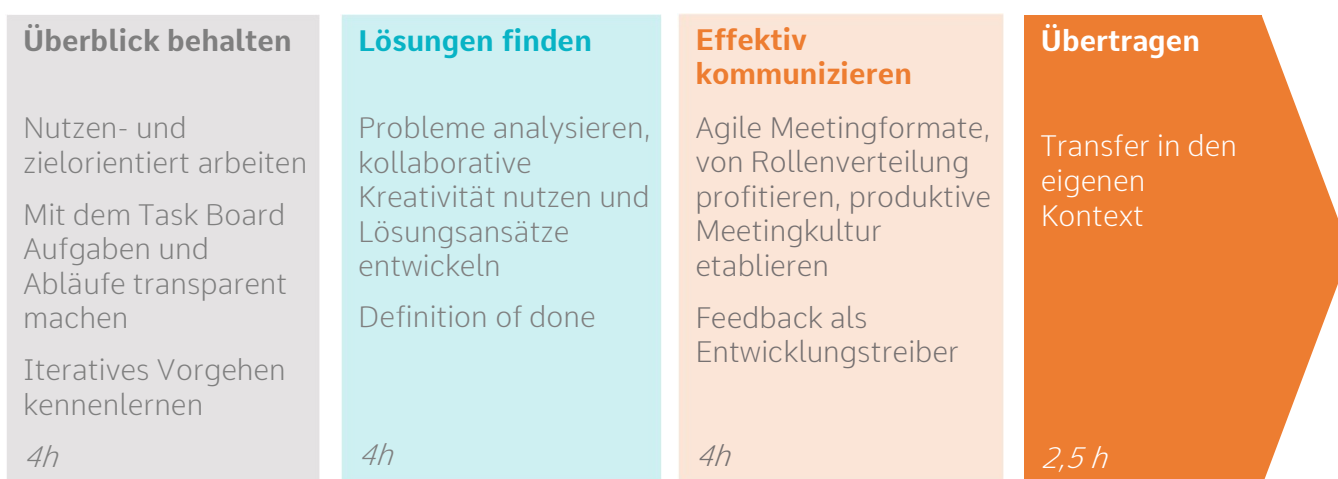 Überblick behalten
Nutzen- und
zielorientiert arbeiten
Mit dem Task Board
Aufgaben und
Abläufe transparent
machen
Iteratives Vorgehen
kennenlernen
4h
Lösungen finden
Probleme analysieren,
kollaborative
Kreativität nutzen und
Lösungsansätze
entwickeln
Definition of done
4h
Effektiv
kommunizieren
Agile Meetingformate,
von Rollenverteilung
profitieren, produktive
Meetingkultur
etablieren
Feedback als
Entwicklungstreiber
4h
Übertragen
Transfer in den
eigenen
Kontext
2,5 h